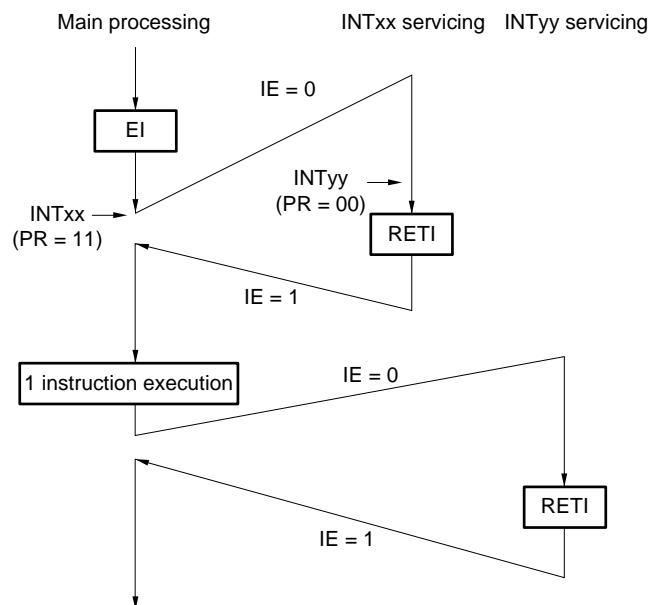 Main processing
INTxx servicing
INTyy servicing
IE = 0
EI
INTyy
(PR = 00)
INTxx
(PR = 11)
RETI
IE = 1
1 instruction execution
IE = 0
RETI
IE = 1